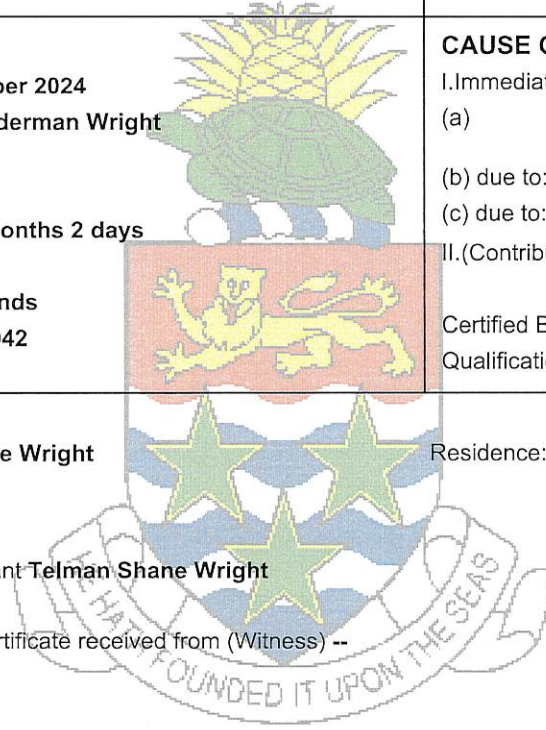 ber 2024
derman Wright
onths 2 days
nds
042
CAUSE
I.Immediat
(a)
(b) due to:
(c) due to:
II.(Contrib
Certified B
Qualificati
e Wright
Residence:
nt Telman Shane Wright
rtificate received from (Witness) --
HE HATH FOUNDED IT UPON THE SEAS